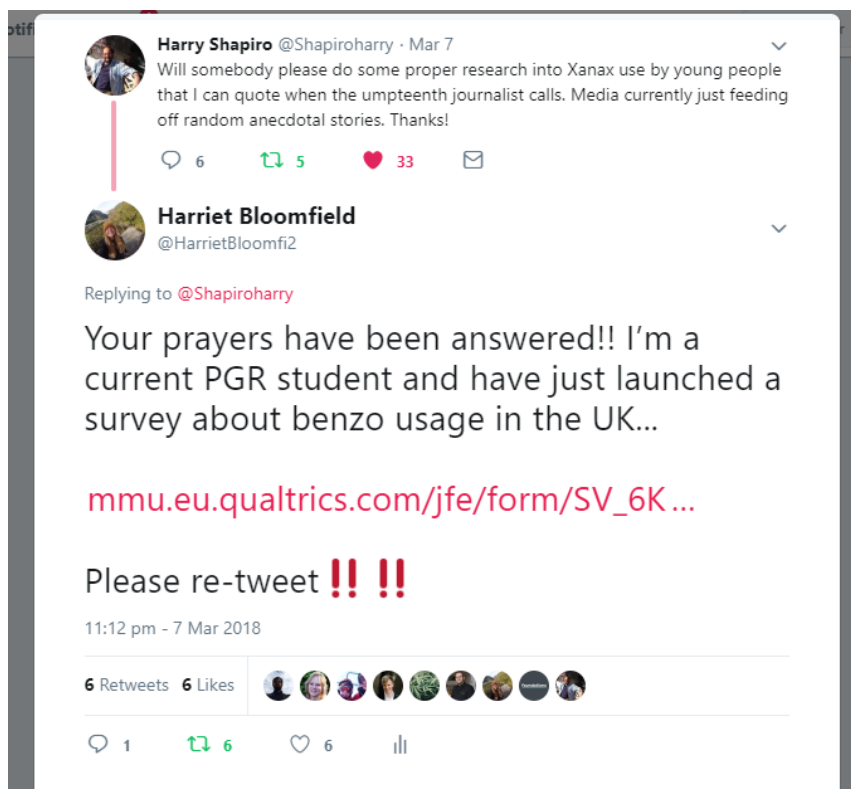 Harry Shapiro @Shapiroharry · Mar 7
Will somebody please do some proper research into Xanax use by young people
that I can quote when the umpteenth journalist calls. Media currently just feeding
off random anecdotal stories. Thanks!
6 5 33
Harriet Bloomfield
@HarrietBloomfi2
Replying to @Shapiroharry
Your prayers have been answered!! I'm a
current PGR student and have just launched a
survey about benzo usage in the UK...
mmu.eu.qualtrics.com/jfe/form/SV_6K...
Please re-tweet‼ ‼
11:12 pm - 7 Mar 2018
6 Retweets 6 Likes
1 6 6